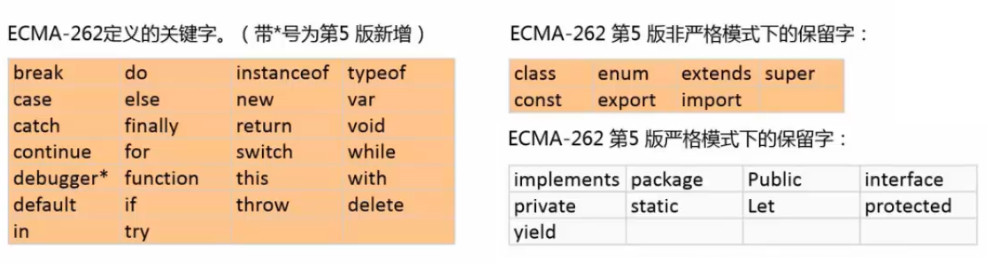 ECMA-262定义的关键字。（带*号为第5版新增）
break do instanceof typeof
case else new var
catch finally return void
continue for switch while
debugger* function this with
default if throw delete
in try
ECMA-262 第5版非严格模式下的保留字：
class enum extends super
const export import
ECMA-262 第5版严格模式下的保留字：
implements package Public interface
private static Let protected
yield